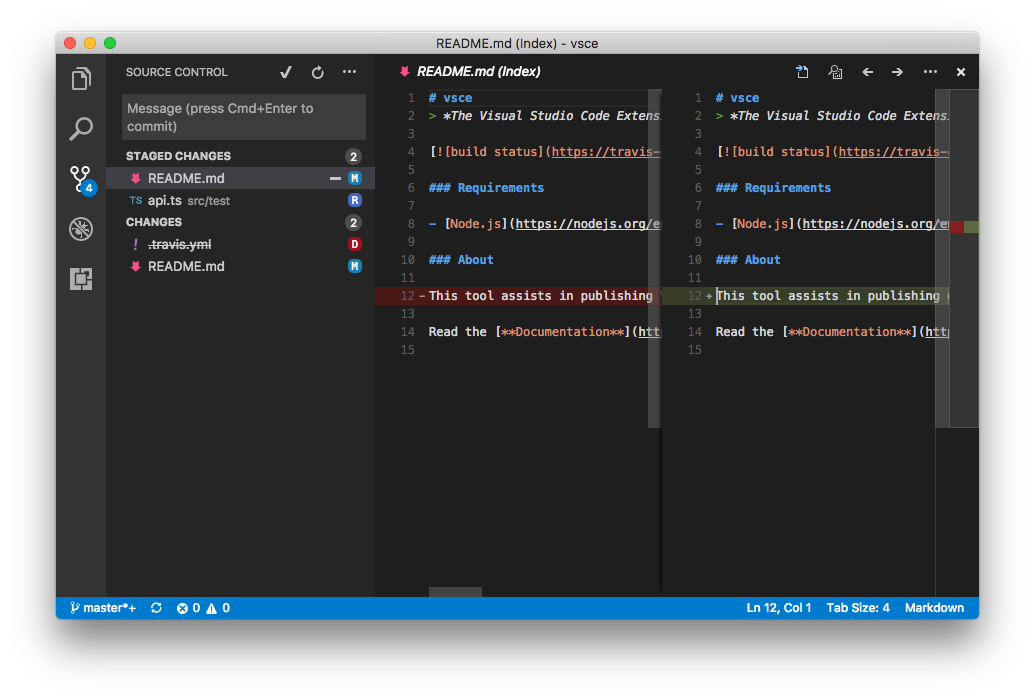 README.md (Index) - vsce
SOURCE CONTROL
Message (press Cmd+Enter to
commit)
STAGED CHANGES 2
README.md M
TS api.ts src/test R
CHANGES 2
! .travis.yml D
README.md M
4
README.md (Index)
1 # vsce
2 > *The Visual Studio Code Extens
3
4 [![build status](https://travis-
5
6 ### Requirements
7
8 - [Node.js](https://nodejs.org/e
9
10 ### About
11
12 - This tool assists in publishing
13
14 Read the [**Documentation**](htt
15
1 # vsce
2 > *The Visual Studio Code Extens
3
4 [![build status](https://travis-
5
6 ### Requirements
7
8 - [Node.js](https://nodejs.org/e
9
10 ### About
11
12 + This tool assists in publishing
13
14 Read the [**Documentation**](htt
15
master*+ 0 0 Ln 12, Col 1 Tab Size: 4 Markdown